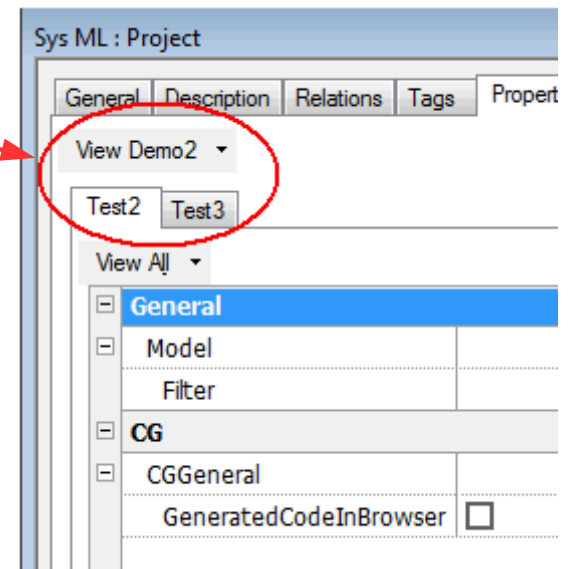 Sys ML : Project
General Description Relations Tags Propert
View Demo2
Test2 Test3
View All
General
Model
Filter
CG
CGGeneral
GeneratedCodeInBrowser